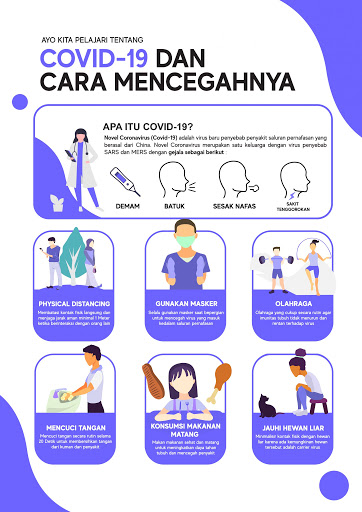 AYO KITA PELAJARI TENTANG
COVID-19 DAN
CARA MENCEGAHNYA
APA ITU COVID-19?
Novel Coronavirus (Covid-19) adalah virus baru penyebab penyakit saluran pernafasan yang
berasal dari China. Novel Coronavirus merupakan satu keluarga dengan virus penyebab
SARS dan MERS dengan gejala sebagai berikut :
DEMAM
BATUK
SESAK NAFAS
SAKIT
TENGGOROKAN
PHYSICAL DISTANCING
Membatasi kontak fisik langsung dan
menjaga jarak aman minimal 1 Meter
ketika berinteraksi dengan orang lain
GUNAKAN MASKER
Selalu gunakan masker saat bepergian
untuk mencegah virus masuk
kedalam saluran pernafasan
OLAHRAGA
Olahraga yang cukup secara rutin agar
imunitas tubuh tidak menurun dan
rentan terhadap virus
MENCUCI TANGAN
Mencuci tangan secara rutin selama
20 Detik untuk membersihkan tangan
dari kuman dan penyakit
KONSUMSI MAKANAN
MATANG
Makan makanan sehat dan matang
untuk meningkatkan daya tahan
tubuh dan mencegah penyakit
JAUHI HEWAN LIAR
Minimalisir kontak fisik dengan hewan
liar karena ada kemungkinan hewan
tersebut adalah carrier virus